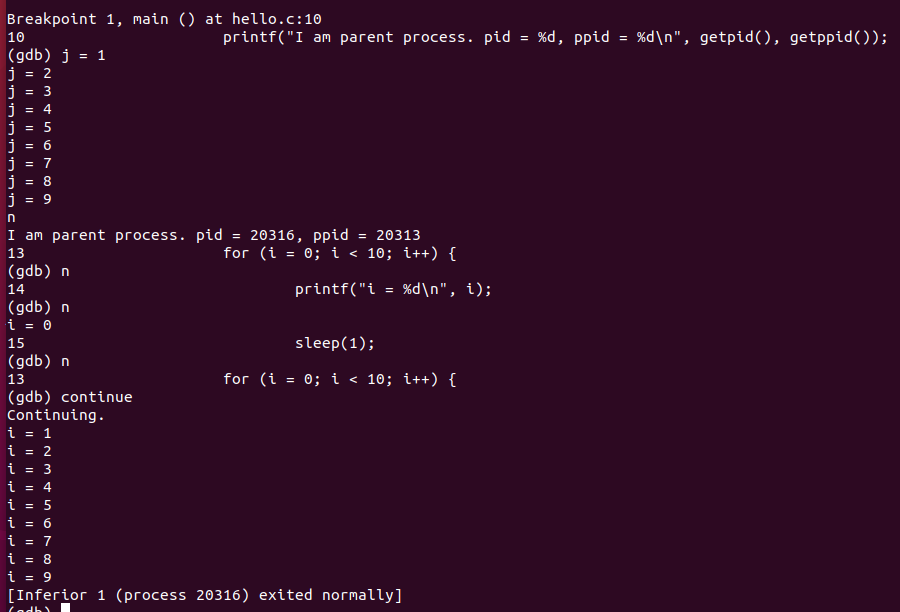 Breakpoint 1, main () at hello.c:10
10                      printf("I am parent process. pid = %d, ppid = %d\n", getpid(), getppid());
(gdb) j = 1
j = 2
j = 3
j = 4
j = 5
j = 6
j = 7
j = 8
j = 9
n
I am parent process. pid = 20316, ppid = 20313
13                      for (i = 0; i < 10; i++) {
(gdb) n
14                              printf("i = %d\n", i);
(gdb) n
i = 0
15                              sleep(1);
(gdb) n
13                      for (i = 0; i < 10; i++) {
(gdb) continue
Continuing.
i = 1
i = 2
i = 3
i = 4
i = 5
i = 6
i = 7
i = 8
i = 9
[Inferior 1 (process 20316) exited normally]
(gdb)